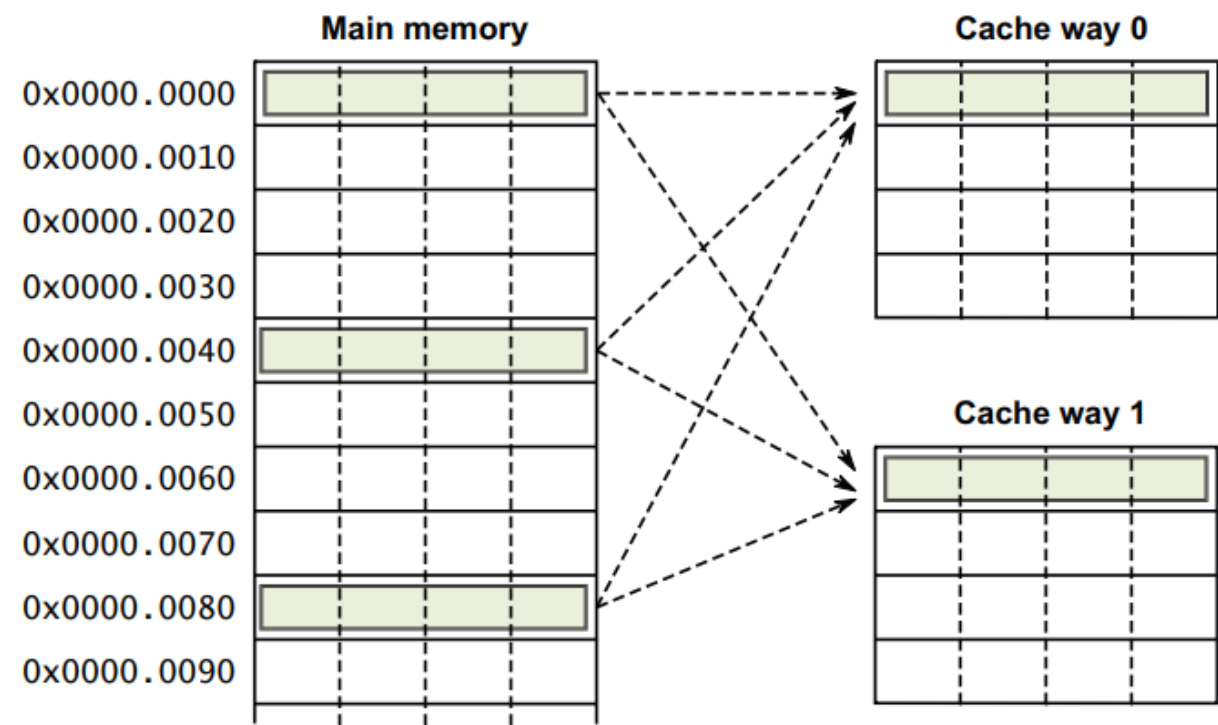 Main memory
Cache way 0
0x0000.0000
0x0000.0010
0x0000.0020
0x0000.0030
0x0000.0040
0x0000.0050
Cache way 1
0x0000.0060
0x0000.0070
0x0000.0080
0x0000.0090